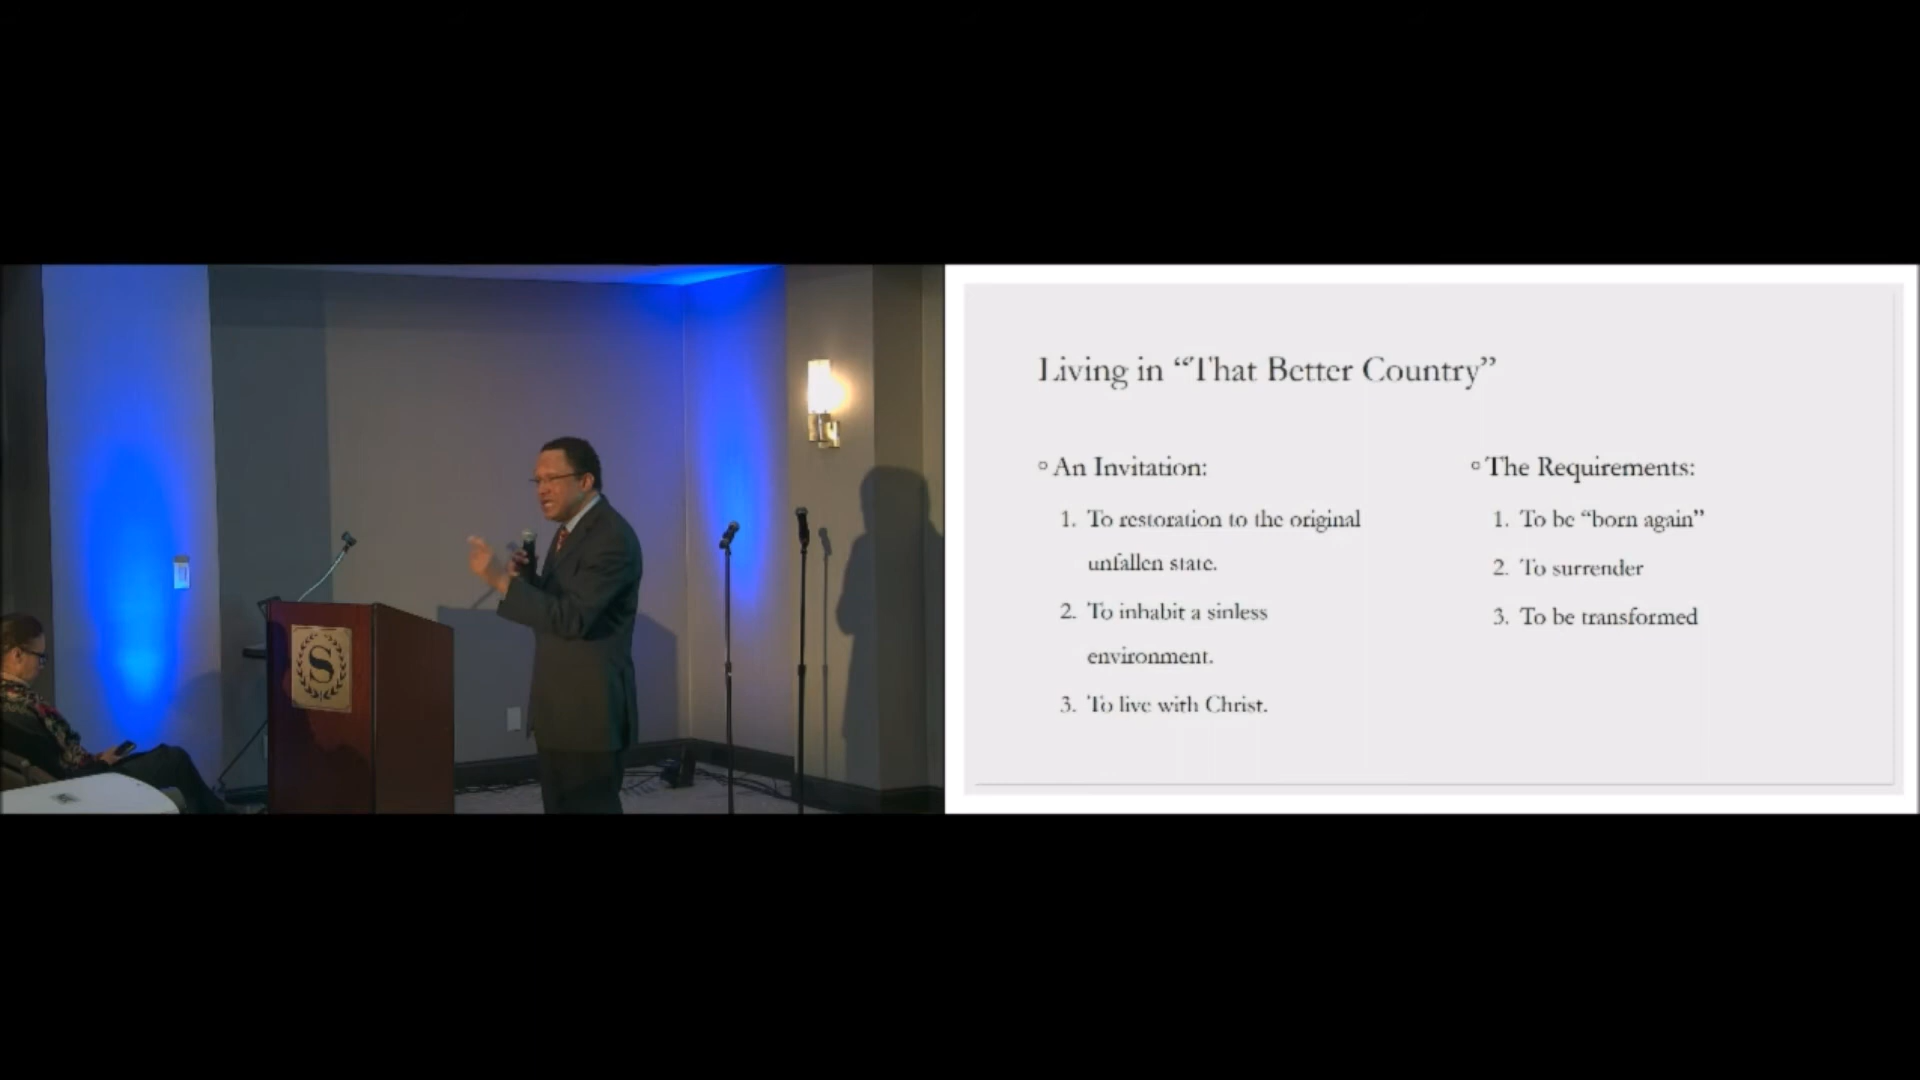 S
Living in “That Better Country”
An Invitation:
1. To restoration to the original
unfallen state.
2. To inhabit a sinless
environment.
3. To live with Christ.
The Requirements:
1. To be “born again”
2. To surrender
3. To be transformed